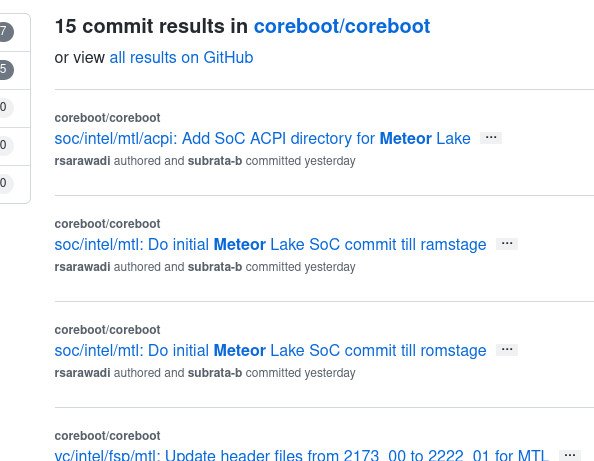 7
5
0
0
0
15 commit results in coreboot/coreboot
or view all results on GitHub
coreboot/coreboot
soc/intel/mtl/acpi: Add SoC ACPI directory for Meteor Lake ...
rsarawadi authored and subrata-b committed yesterday
coreboot/coreboot
soc/intel/mtl: Do initial Meteor Lake SoC commit till ramstage ...
rsarawadi authored and subrata-b committed yesterday
coreboot/coreboot
soc/intel/mtl: Do initial Meteor Lake SoC commit till romstage ...
rsarawadi authored and subrata-b committed yesterday
coreboot/coreboot
vc/intel/fsp/mtl: Update header files from 2173_00 to 2222_01 for MTL ...